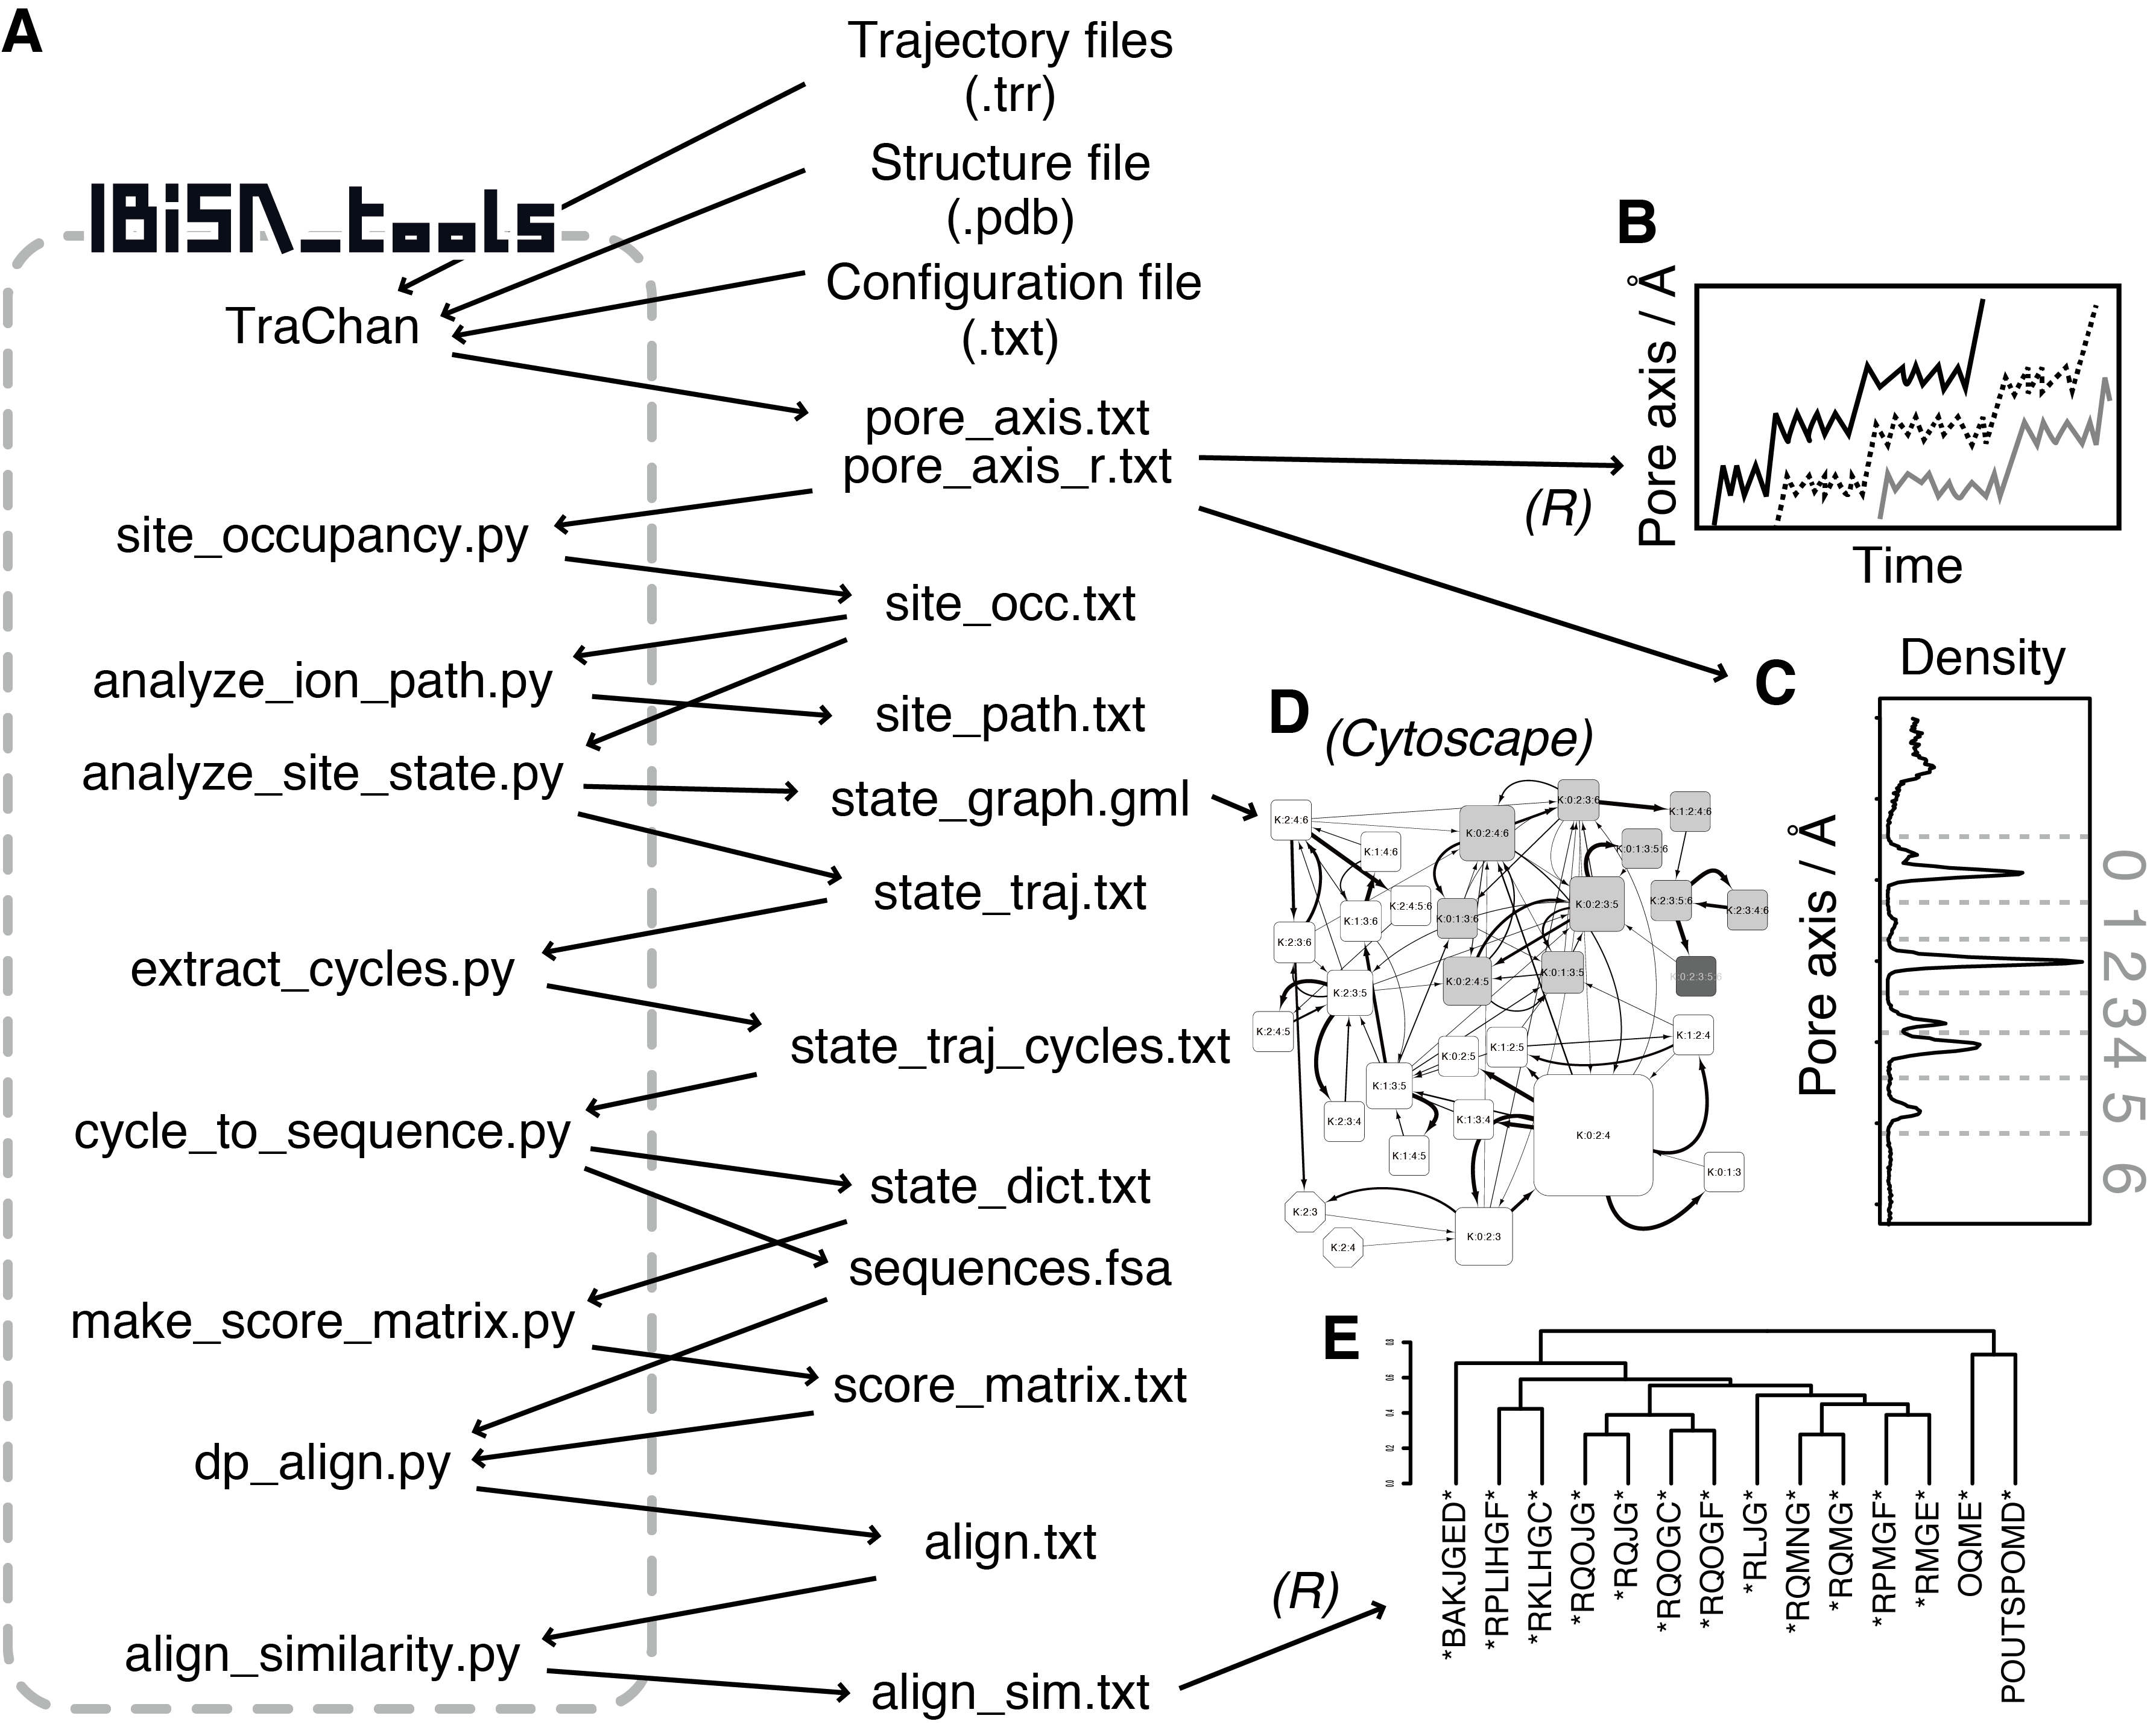 A
Trajectory files
(.trr)
Structure file
(.pdb)
IBiSA_tools
Configuration file
(.txt)
TraChan
pore_axis.txt
pore_axis_r.txt
site_occupancy.py
site_occ.txt
analyze_ion_path.py
site_path.txt
analyze_site_state.py
state_graph.gml
state_traj.txt
extract_cycles.py
state_traj_cycles.txt
cycle_to_sequence.py
state_dict.txt
sequences.fsa
make_score_matrix.py
score_matrix.txt
dp_align.py
align.txt
align_similarity.py
align_sim.txt
(R)
(R)
B
Pore axis / Å
Time
C
Density
Pore axis / Å
0
1
2
3
4
5
6
D
(Cytoscape)
K:2:4:6
K:0:2:4:6
K:0:2:3:6
K:1:2:4:6
K:1:4:6
K:0:1:3:5:6
K:2:4:5:6
K:1:3:6
K:0:1:3:6
K:0:2:3:5
K:2:3:5:6
K:2:3:4:6
K:2:3:6
K:2:3:5
K:0:2:4:5
K:0:1:3:5
K:2:4:5
K:0:2:5
K:1:2:5
K:1:2:4
K:1:3:5
K:2:3:4
K:1:3:4
K:0:2:4
K:1:4:5
K:0:1:3
K:2:3
K:2:4
K:0:2:3
E
0.8
0.6
0.4
0.2
0.0
*BAKJGED*
*RPLIHGF*
*RKLHGC*
*RQOJG*
*RQJG*
*RQOGC*
*RQOGF*
*RLJG*
*RQMNG*
*RQMG*
*RPMGF*
*RMGE*
OQME*
POUTSPOMD*